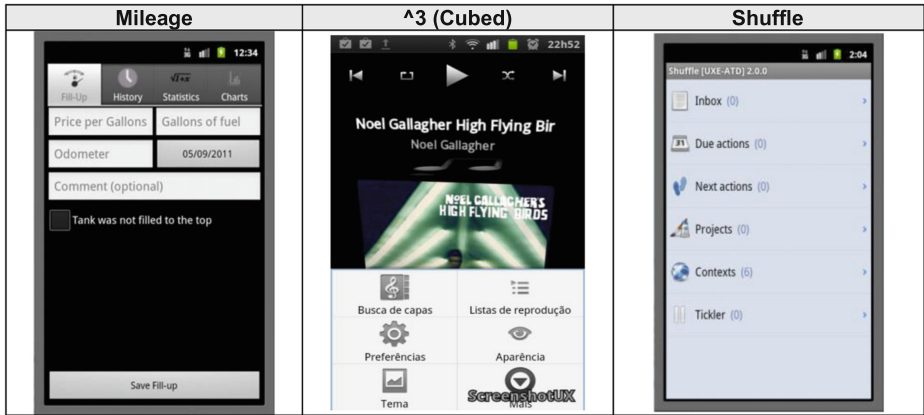 Mileage
^3 (Cubed)
Shuffle
12:34
Fill-Up
History
Statistics
Charts
Price per Gallons
Gallons of fuel
Odometer
05/09/2011
Comment (optional)
Tank was not filled to the top
Save Fill-up
22h52
Noel Gallagher High Flying Bir
Noel Gallagher
NOEL GALLAGHER'S
HIGH FLYING BIRDS
Busca de capas
Listas de reprodução
Preferências
Aparência
Tema
Mais
ScreenshotUX
2:04
Shuffle [UXE-ATD] 2.0.0
Inbox (0)
31
Due actions (0)
Next actions (0)
Projects (0)
Contexts (6)
Tickler (0)